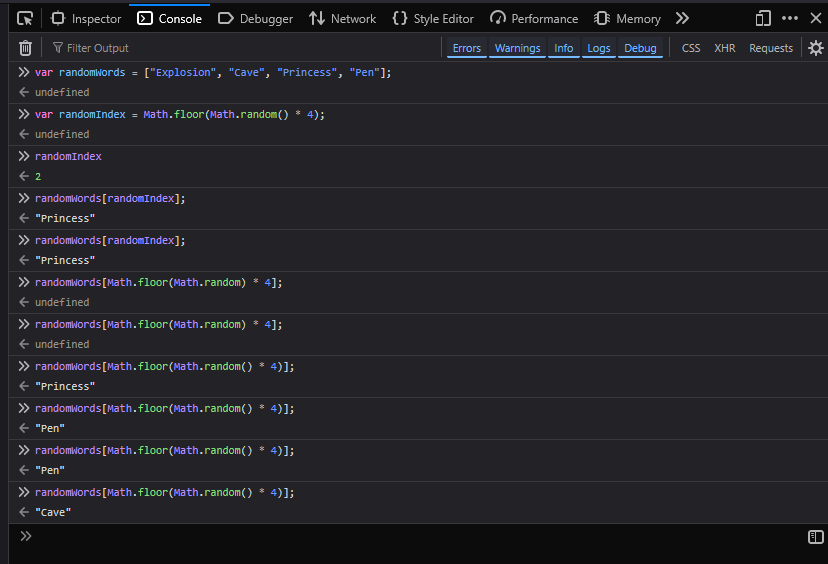 Inspector Console Debugger Network Style Editor Performance Memory
Filter Output Errors Warnings Info Logs Debug CSS XHR Requests
var randomWords = ["Explosion", "Cave", "Princess", "Pen"];
undefined
var randomIndex = Math.floor(Math.random() * 4);
undefined
randomIndex
2
randomWords[randomIndex];
"Princess"
randomWords[randomIndex];
"Princess"
randomWords[Math.floor(Math.random) * 4];
undefined
randomWords[Math.floor(Math.random) * 4];
undefined
randomWords[Math.floor(Math.random() * 4)];
"Princess"
randomWords[Math.floor(Math.random() * 4)];
"Pen"
randomWords[Math.floor(Math.random() * 4)];
"Pen"
randomWords[Math.floor(Math.random() * 4)];
"Cave"